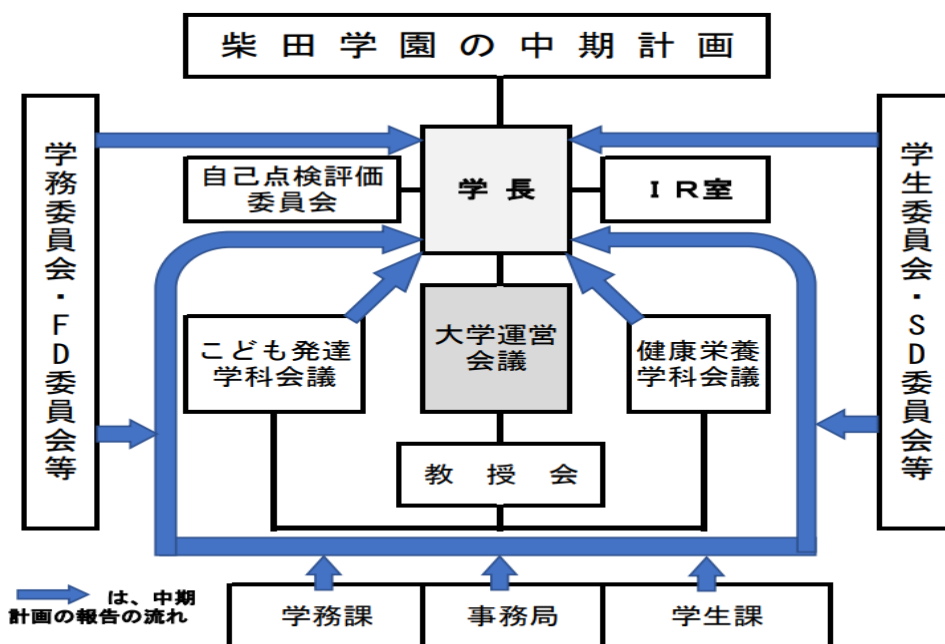 柴田学園の中期計画
学務委員会・FD委員会等
学生委員会・SD委員会等
自己点検評価
委員会
学長
IR室
こども発達
学科会議
大学運営
会議
健康栄養
学科会議
教授会
は、中期
計画の報告の流れ
学務課
事務局
学生課